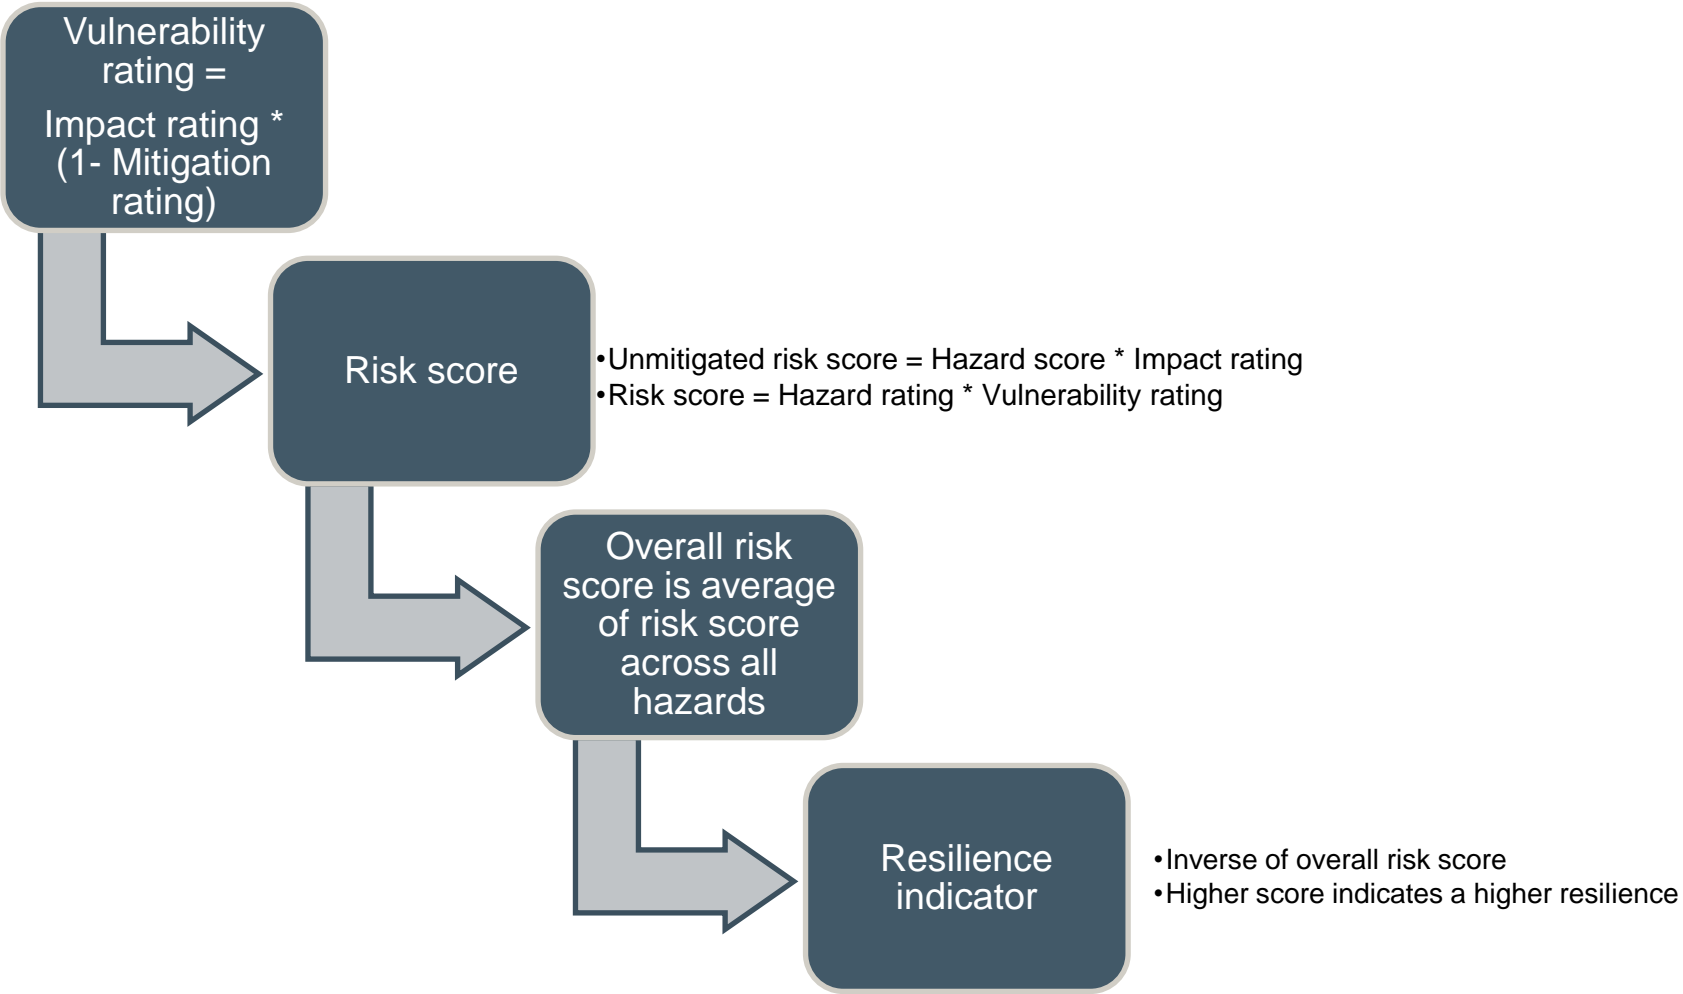 Vulnerability
rating =
Impact rating *
(1- Mitigation
rating)
Risk score
•Unmitigated risk score = Hazard score * Impact rating
•Risk score = Hazard rating * Vulnerability rating
Overall risk
score is average
of risk score
across all
hazards
Resilience
indicator
•Inverse of overall risk score
•Higher score indicates a higher resilience